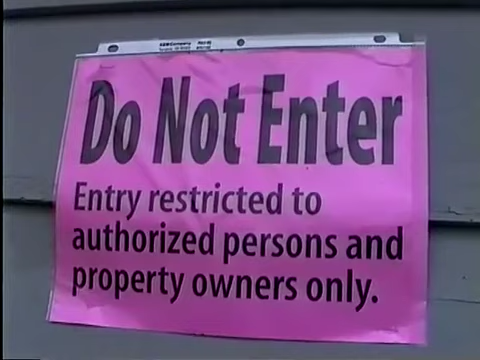 Do Not Enter
Entry restricted to
authorized persons and
property owners only.